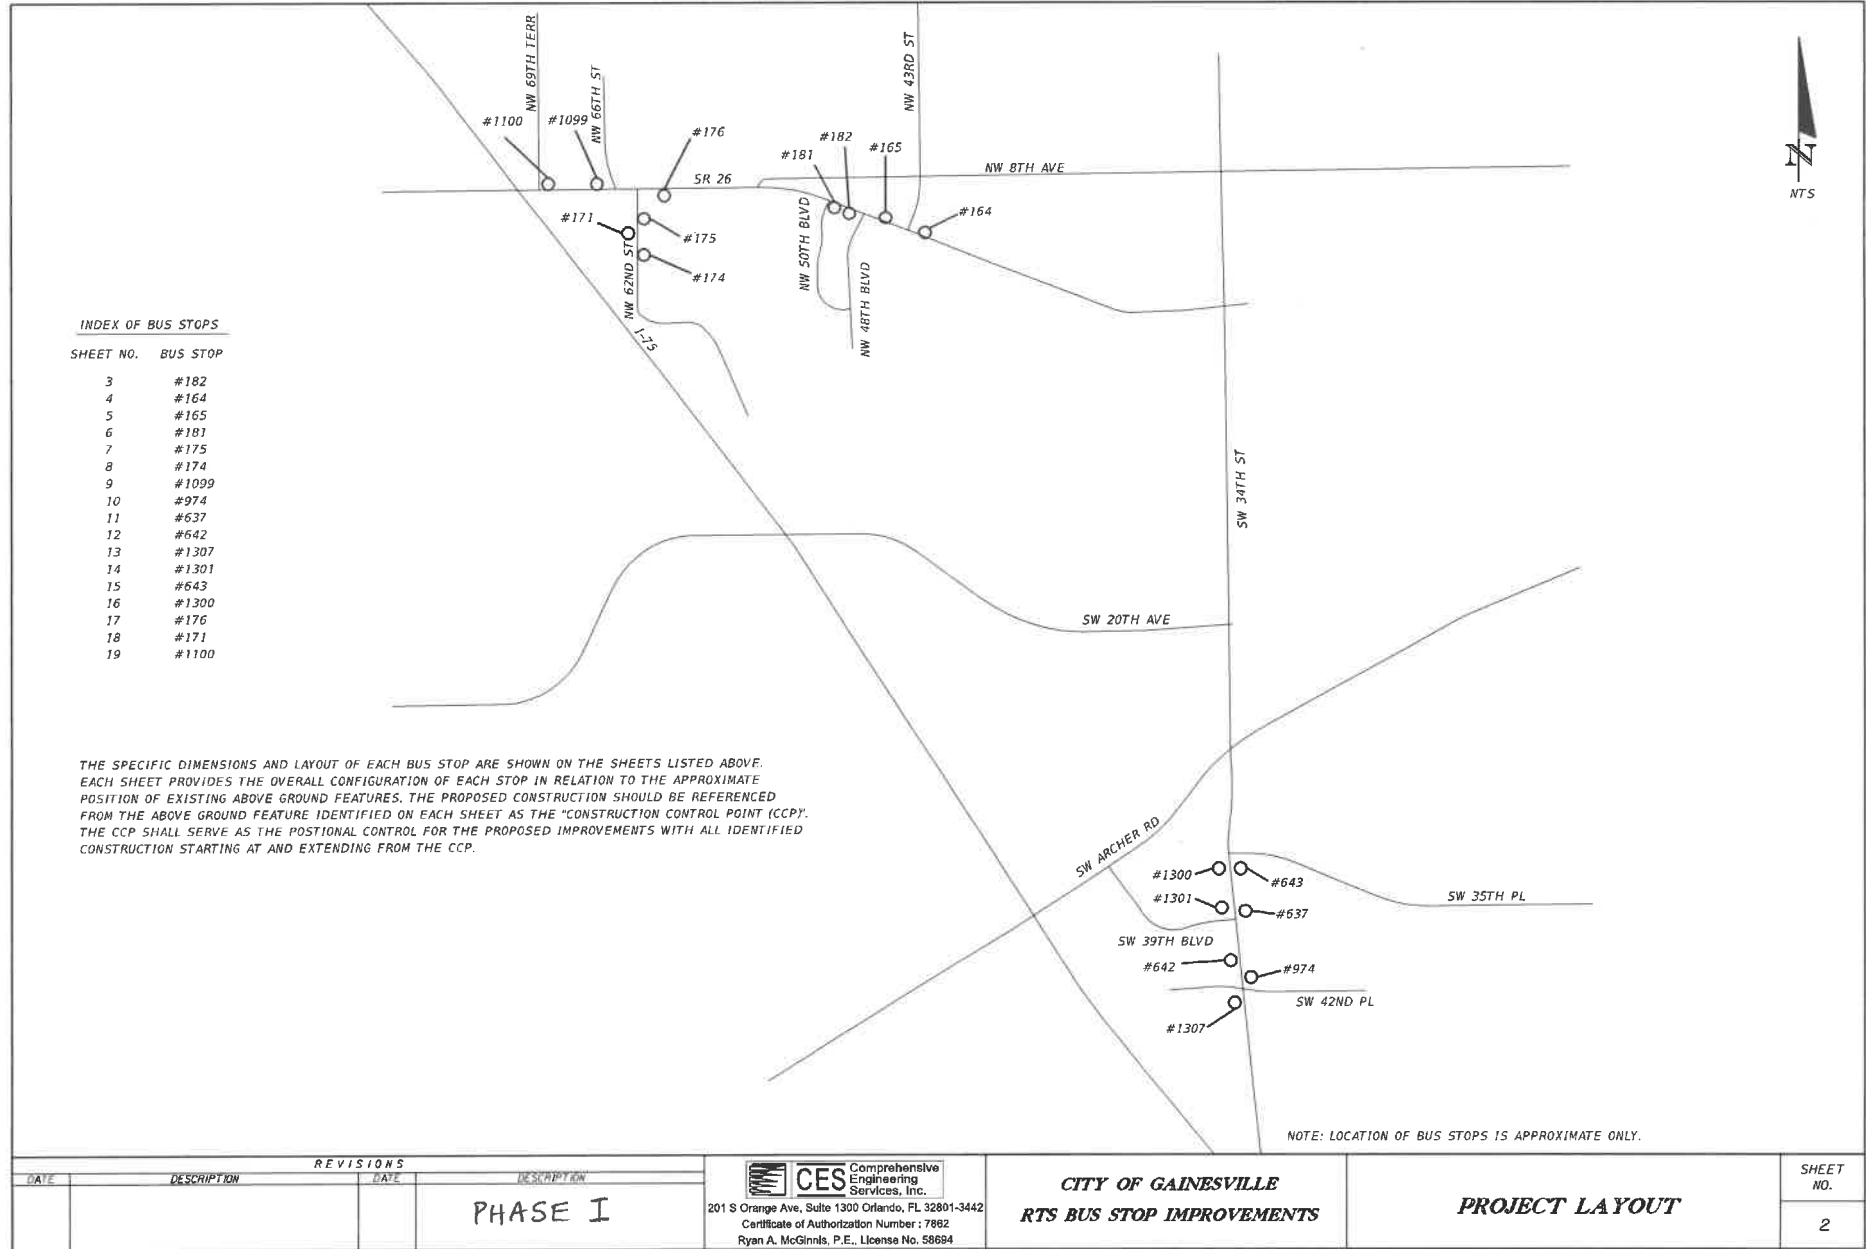 NW 69TH TERR
NW 66TH ST
NW 43RD ST
#1100
#1099
#176
#182
#181
#165
SR 26
NW 8TH AVE
N
NTS
#171
#175
#174
#164
NW 62ND ST
NW 50TH BLVD
NW 48TH BLVD
I-75
INDEX OF BUS STOPS
SHEET NO. BUS STOP
3 #182
4 #164
5 #165
6 #181
7 #175
8 #174
9 #1099
10 #974
11 #637
12 #642
13 #1307
14 #1301
15 #643
16 #1300
17 #176
18 #171
19 #1100
SW 34TH ST
SW 20TH AVE
THE SPECIFIC DIMENSIONS AND LAYOUT OF EACH BUS STOP ARE SHOWN ON THE SHEETS LISTED ABOVE.
EACH SHEET PROVIDES THE OVERALL CONFIGURATION OF EACH STOP IN RELATION TO THE APPROXIMATE
POSITION OF EXISTING ABOVE GROUND FEATURES. THE PROPOSED CONSTRUCTION SHOULD BE REFERENCED
FROM THE ABOVE GROUND FEATURE IDENTIFIED ON EACH SHEET AS THE "CONSTRUCTION CONTROL POINT (CCP)".
THE CCP SHALL SERVE AS THE POSTIONAL CONTROL FOR THE PROPOSED IMPROVEMENTS WITH ALL IDENTIFIED
CONSTRUCTION STARTING AT AND EXTENDING FROM THE CCP.
SW ARCHER RD
#1300
#643
#1301
#637
SW 35TH PL
SW 39TH BLVD
#642
#974
SW 42ND PL
#1307
NOTE: LOCATION OF BUS STOPS IS APPROXIMATE ONLY.
REVISIONS
DATE DESCRIPTION DATE DESCRIPTION
PHASE I
CES Comprehensive
Engineering
Services, Inc.
201 S Orange Ave, Suite 1300 Orlando, FL 32801-3442
Certificate of Authorization Number : 7862
Ryan A. McGinnis, P.E., License No. 58694
CITY OF GAINESVILLE
RTS BUS STOP IMPROVEMENTS
PROJECT LAYOUT
SHEET
NO.
2